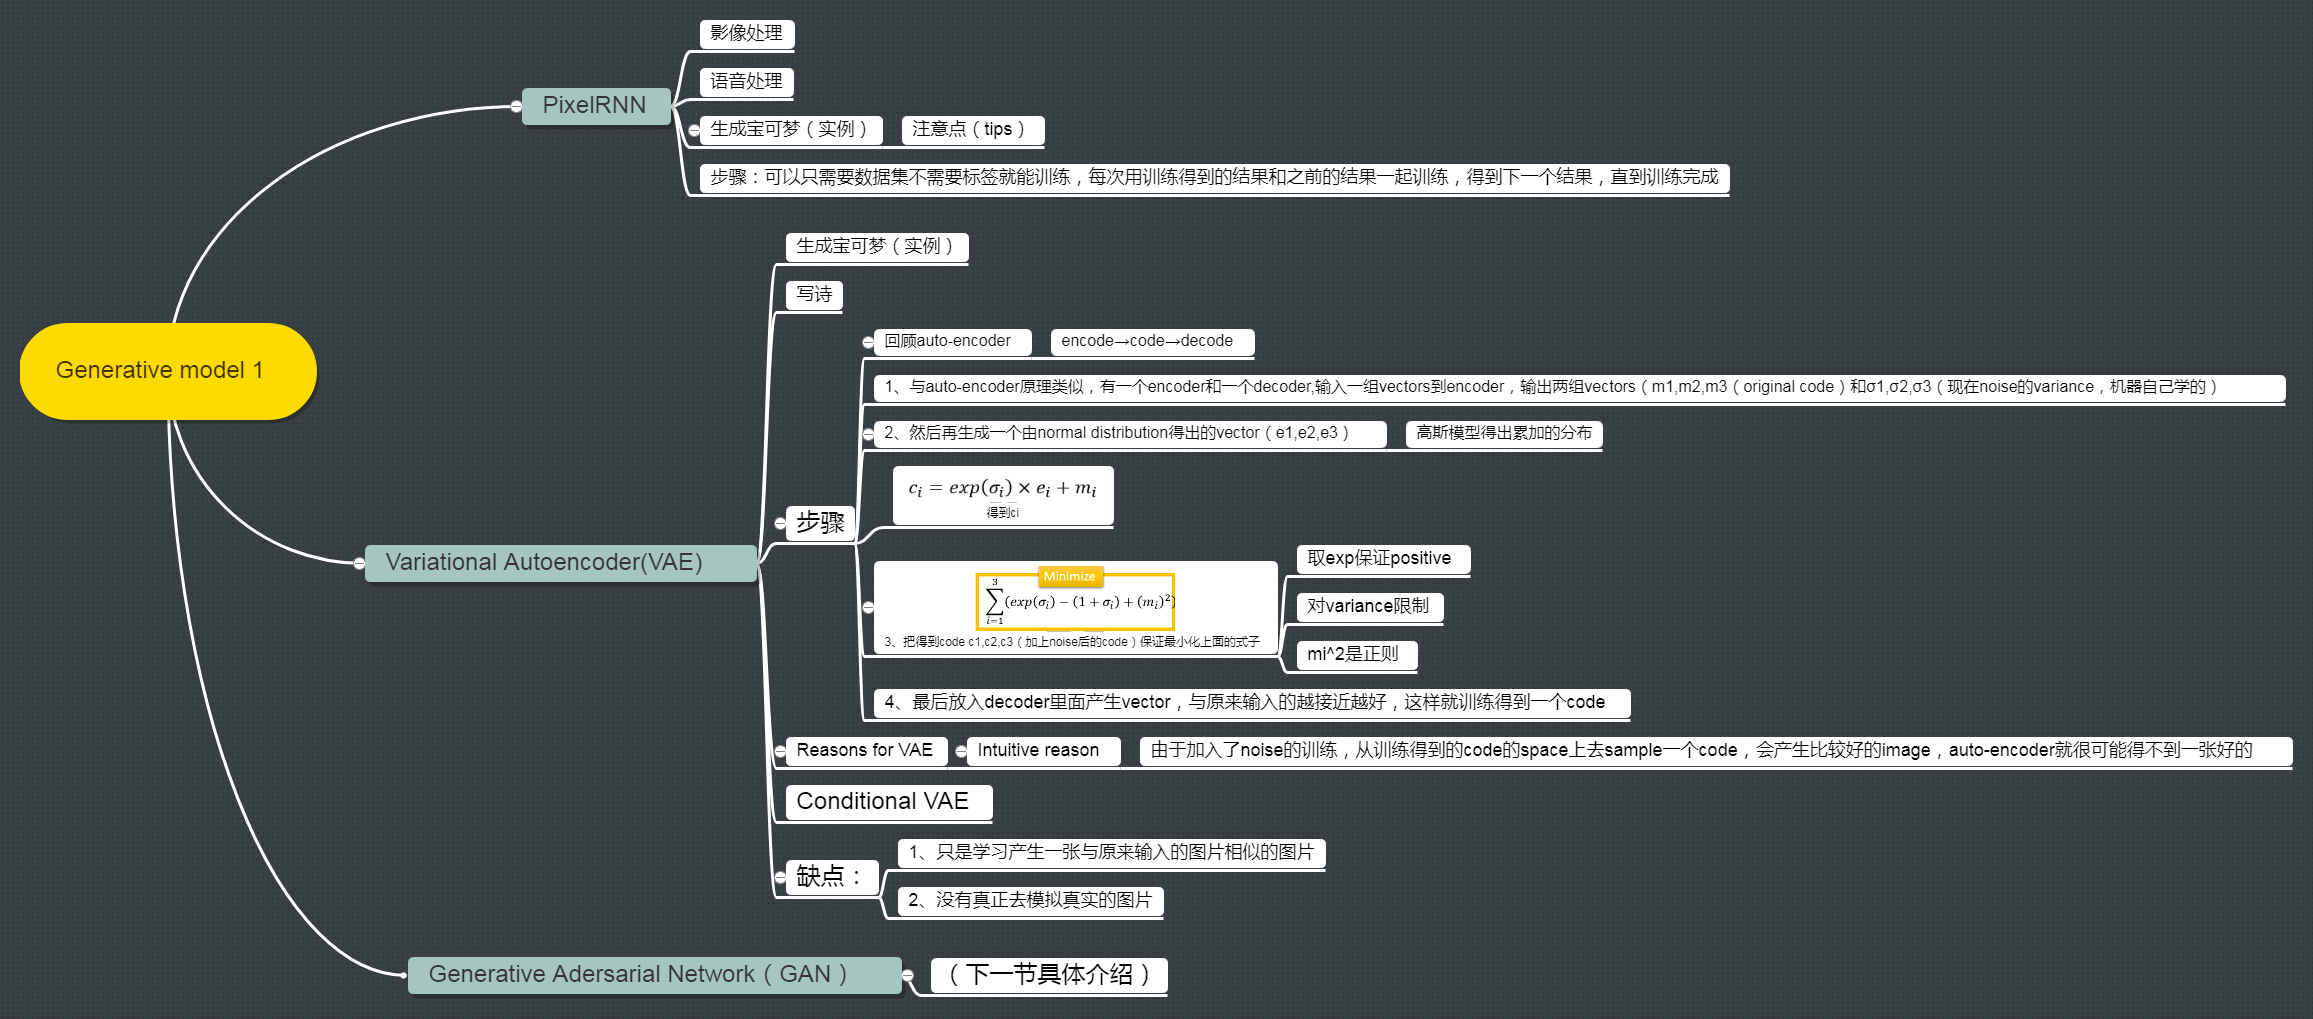 Generative model 1
PixelRNN
影像处理
语音处理
生成宝可梦（实例）
注意点（tips）
步骤：可以只需要数据集不需要标签就能训练，每次用训练得到的结果和之前的结果一起训练，得到下一个结果，直到训练完成
Variational Autoencoder(VAE)
生成宝可梦（实例）
写诗
步骤
回顾auto-encoder
encode→code→decode
1、与auto-encoder原理类似，有一个encoder和一个decoder,输入一组vectors到encoder，输出两组vectors（m1,m2,m3（original code）和σ1,σ2,σ3（现在noise的variance，机器自己学的）
2、然后再生成一个由normal distribution得出的vector（e1,e2,e3）
高斯模型得出累加的分布
c_i = exp(σ_i) × e_i + m_i
得到ci
Minimize
∑_{i=1}^{3}(exp(σ_i) − (1 + σ_i) + (m_i)^2)
3、把得到code c1,c2,c3（加上noise后的code）保证最小化上面的式子
取exp保证positive
对variance限制
mi^2是正则
4、最后放入decoder里面产生vector，与原来输入的越接近越好，这样就训练得到一个code
Reasons for VAE
Intuitive reason
由于加入了noise的训练，从训练得到的code的space上去sample一个code，会产生比较好的image，auto-encoder就很可能得不到一张好的
Conditional VAE
缺点：
1、只是学习产生一张与原来输入的图片相似的图片
2、没有真正去模拟真实的图片
Generative Adersarial Network（GAN）
（下一节具体介绍）